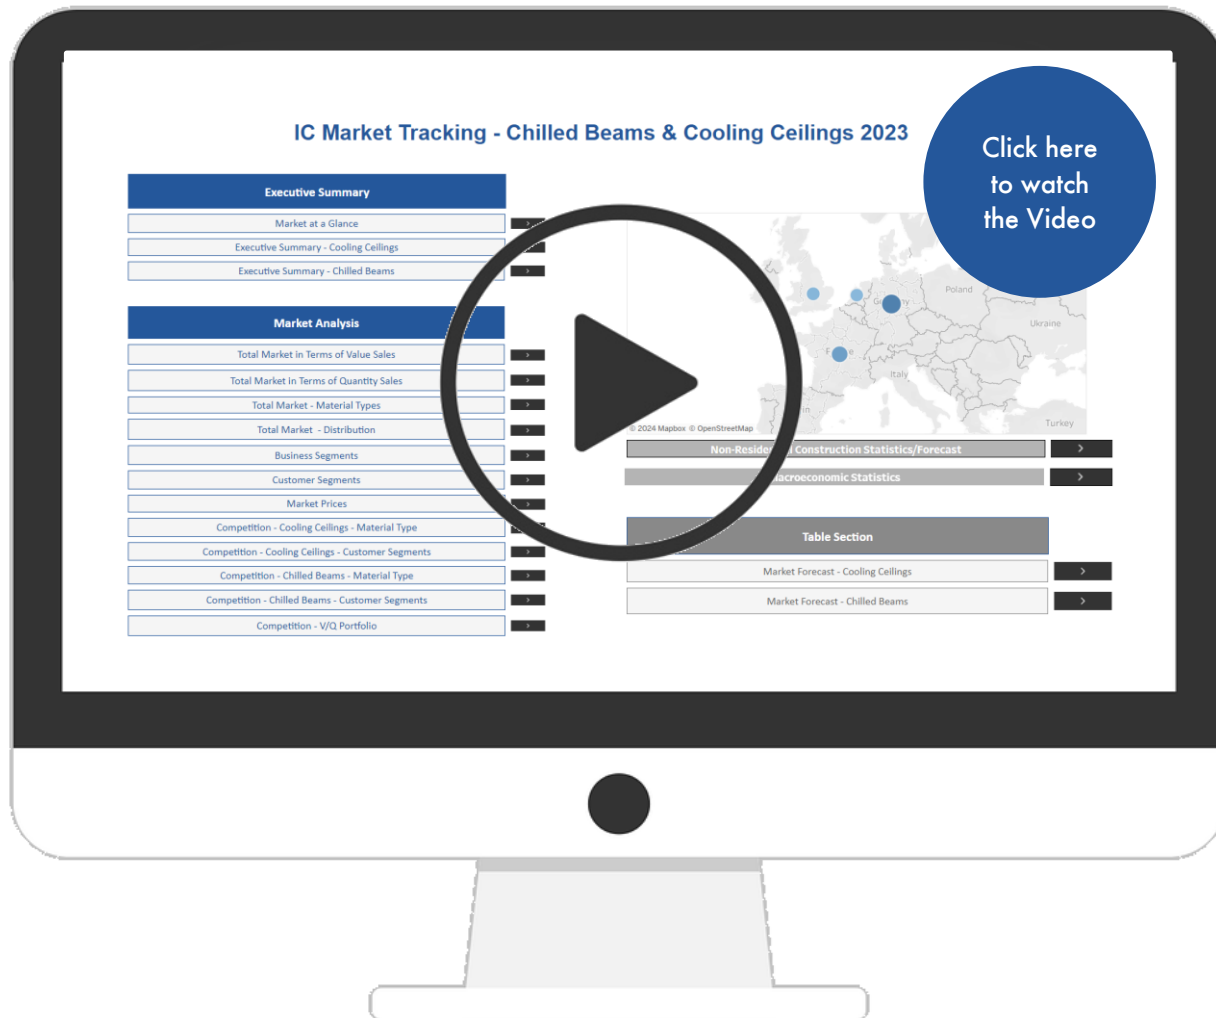 IC Market Tracking - Chilled Beams & Cooling Ceilings 2023
Click here
to watch
the Video
Executive Summary
Market at a Glance
Executive Summary - Cooling Ceilings
Executive Summary - Chilled Beams
Market Analysis
Total Market in Terms of Value Sales
Total Market in Terms of Quantity Sales
Total Market - Material Types
Total Market - Distribution
Business Segments
Customer Segments
Market Prices
Competition - Cooling Ceilings - Material Type
Competition - Cooling Ceilings - Customer Segments
Competition - Chilled Beams - Material Type
Competition - Chilled Beams - Customer Segments
Competition - V/Q Portfolio
Poland
Ukraine
Italy
Turkey
© 2024 Mapbox © OpenStreetMap
Construction Statistics/Forecast
Statistics
Table Section
Market Forecast - Cooling Ceilings
Market Forecast - Chilled Beams